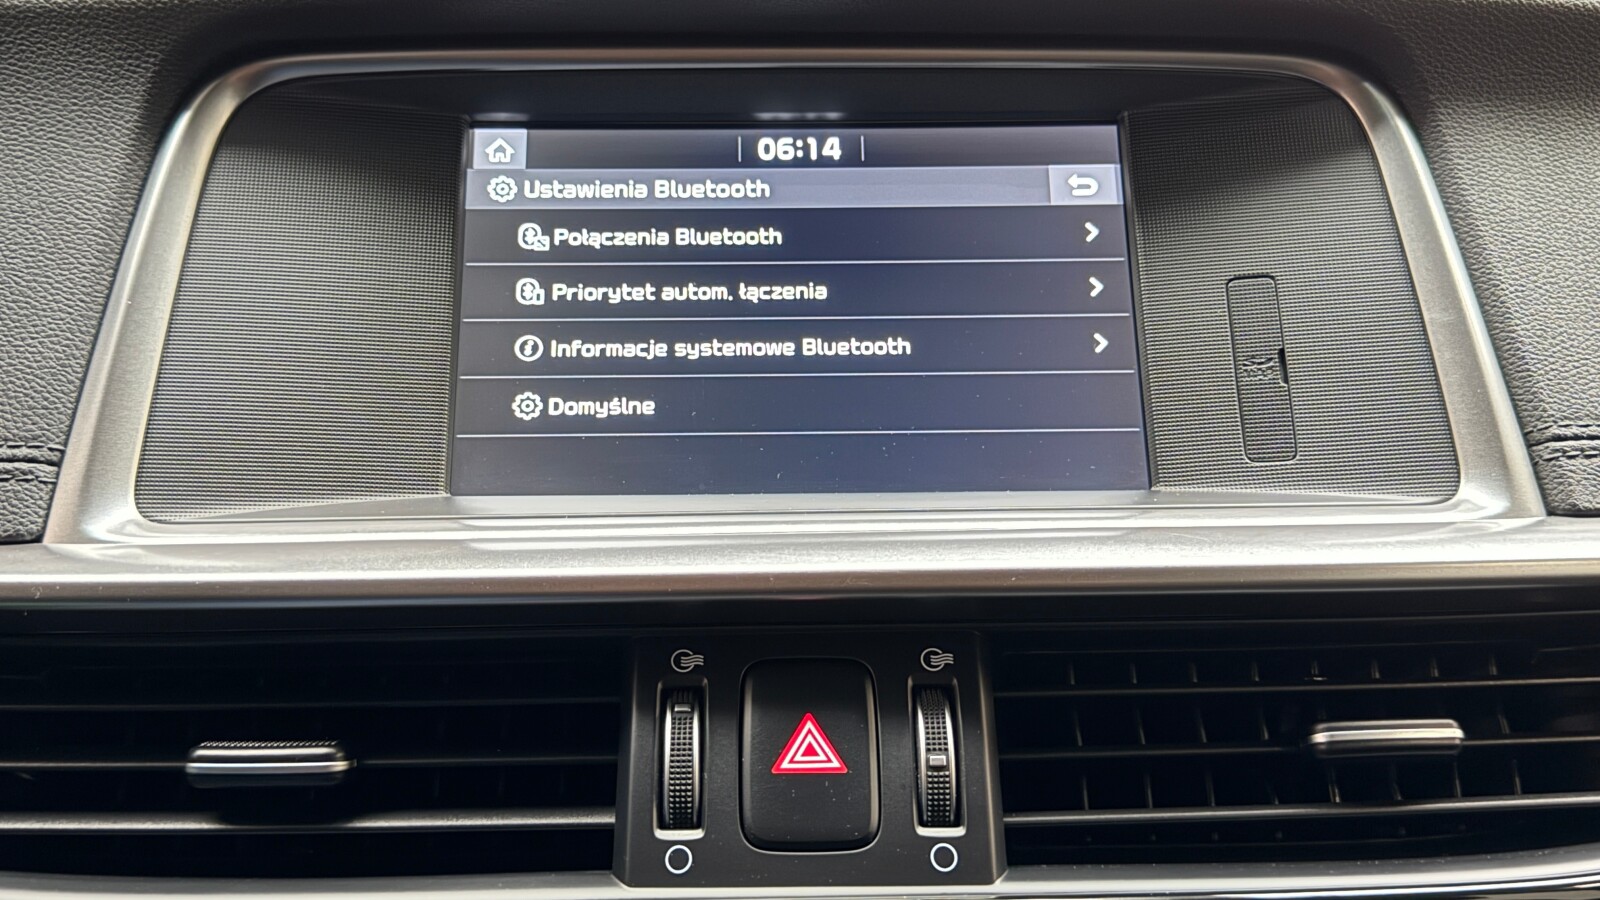 06:14
Ustawienia Bluetooth
Połączenia Bluetooth
Priorytet autom. łączenia
Informacje systemowe Bluetooth
Domyślne